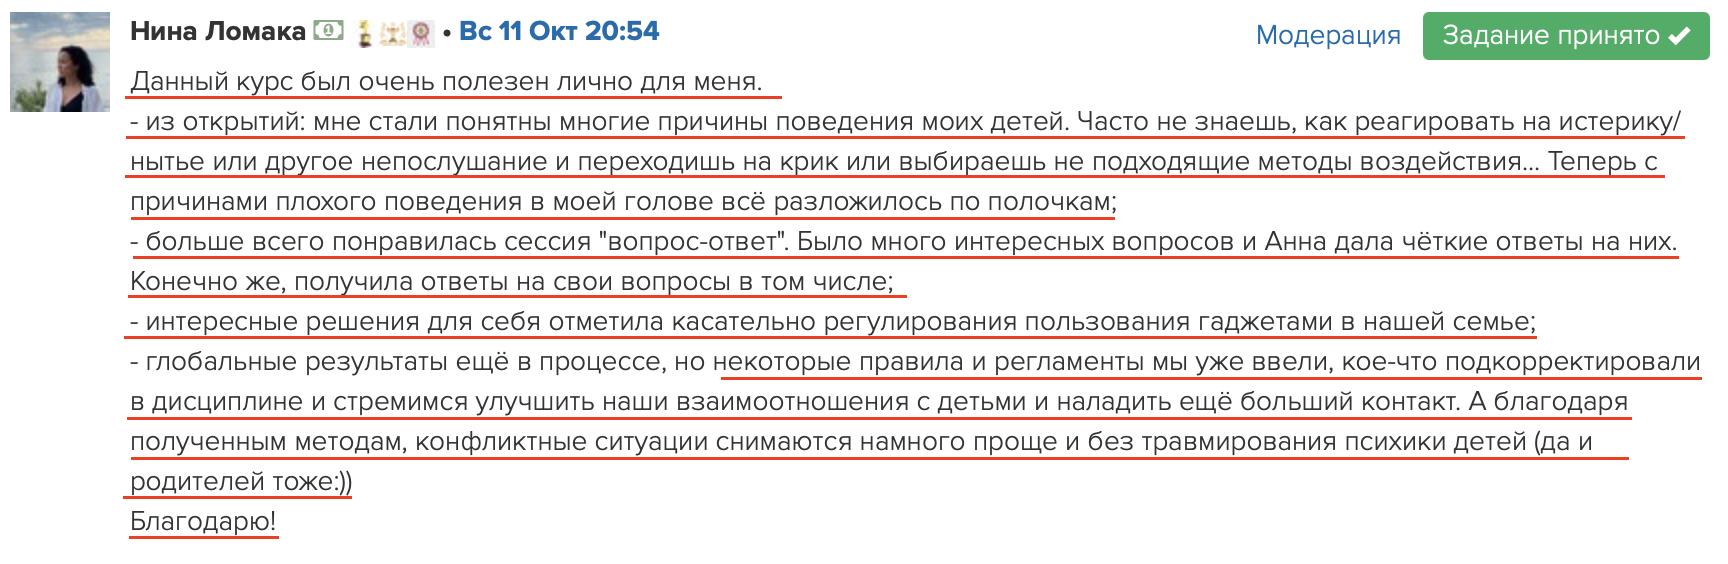 Нина Ломака • Вс 11 Окт 20:54
Модерация
Задание принято
Данный курс был очень полезен лично для меня.
- из открытий: мне стали понятны многие причины поведения моих детей. Часто не знаешь, как реагировать на истерику/
нытье или другое непослушание и переходишь на крик или выбираешь не подходящие методы воздействия... Теперь с
причинами плохого поведения в моей голове всё разложилось по полочкам;
- больше всего понравилась сессия "вопрос-ответ". Было много интересных вопросов и Анна дала чёткие ответы на них.
Конечно же, получила ответы на свои вопросы в том числе;
- интересные решения для себя отметила касательно регулирования пользования гаджетами в нашей семье;
- глобальные результаты ещё в процессе, но некоторые правила и регламенты мы уже ввели, кое-что подкорректировали
в дисциплине и стремимся улучшить наши взаимоотношения с детьми и наладить ещё больший контакт. А благодаря
полученным методам, конфликтные ситуации снимаются намного проще и без травмирования психики детей (да и
родителей тоже:))
Благодарю!